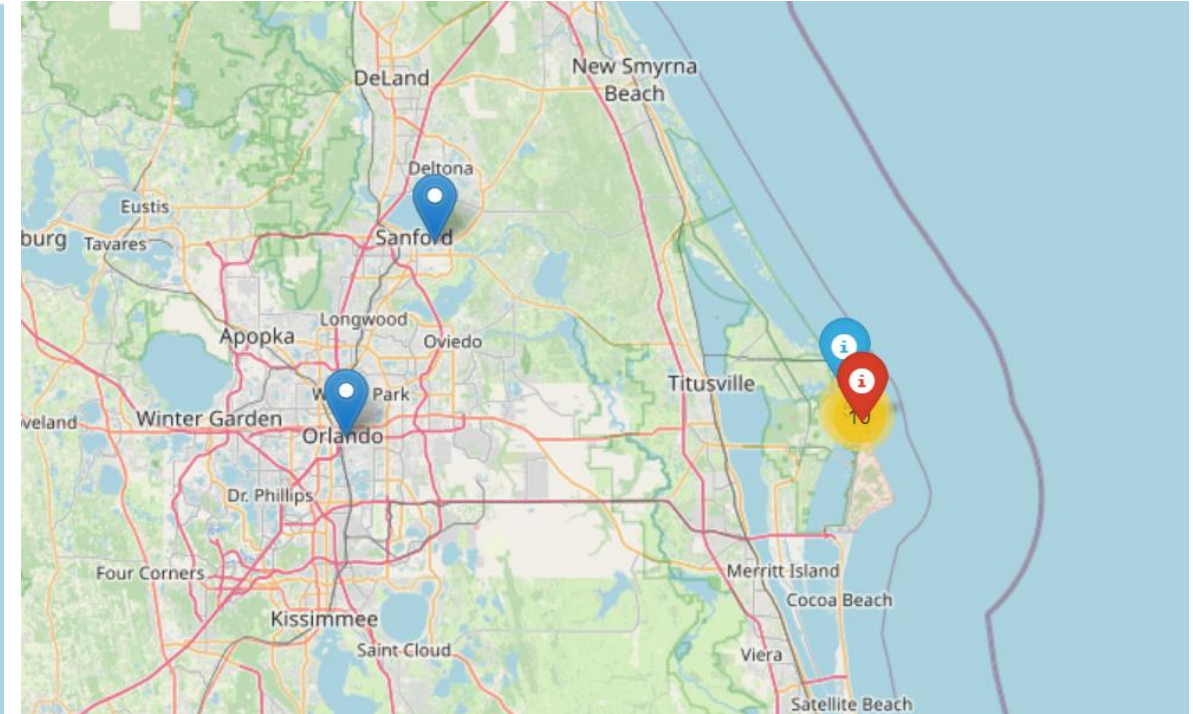 New Smyrna
Beach
DeLand
Deltona
Eustis
burg
Tavares
Sanford
Longwood
Apopka
Oviedo
Park
Titusville
veland
Winter Garden
Orlando
Dr. Phillips
Four Corners
Merritt Island
Cocoa Beach
Kissimmee
Saint Cloud
Viera
Satellite Beach